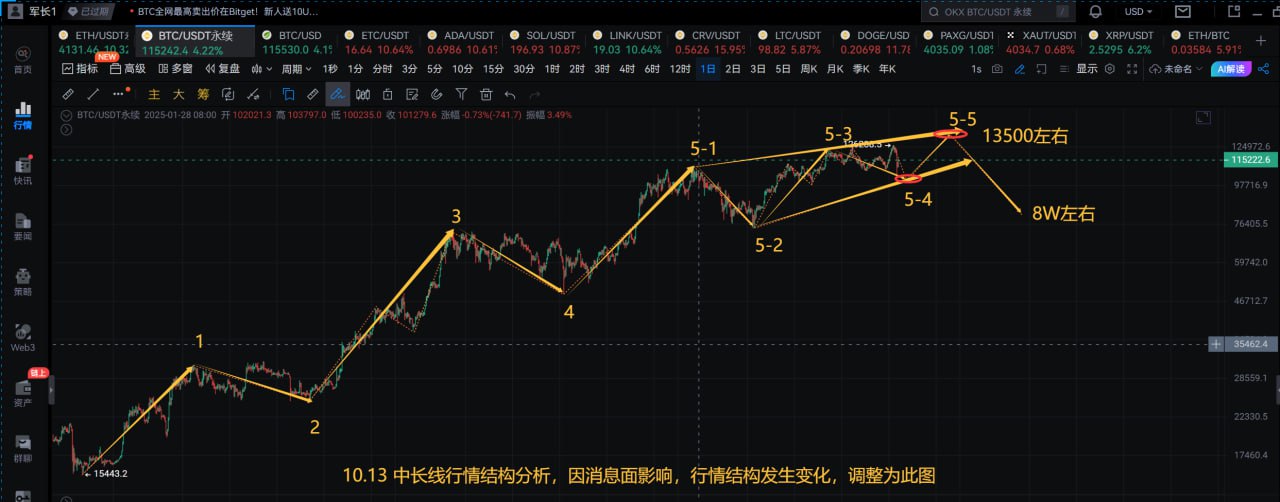 军长1 已过期 • BTC全网最高卖出价在Bitget！新人送10U... OKX BTC/USDT 永续 / USD
ETH/USDT BTC/USDT永续 BTC/USD ETC/USDT ADA/USDT SOL/USDT LINK/USDT CRV/USDT LTC/USDT DOGE/USD PAXG/USD XAUT/USD XRP/USDT ETH/BTC
4131.46 10.32 115242.4 4.22% 115530.0 4.1% 16.64 10.64% 0.6986 10.61% 196.93 10.87% 19.03 10.64% 0.5626 15.95% 98.82 5.87% 0.20698 11.78 4035.09 1.08% 4034.7 0.68% 2.5295 6.2% 0.03584 5.91%
NEW
指标 高级 多窗 复盘 周期 1秒 1分 分时 3分 5分 10分 15分 30分 1时 2时 3时 4时 6时 12时 1日 2日 3日 5日 周K 月K 季K 年K 1s 显示 未命名 AI解读
主 大 筹
BTC/USDT永续 2025-01-28 08:00 开 102021.3 高 103797.0 低 100235.0 收 101279.6 涨幅 -0.73%(-741.7) 振幅 3.49%
首页
行情
快讯
要闻
策略
Web3
链上
资产
群聊
5-5
13500左右
5-3
5-1
124972.6
115222.6
97716.9
5-4
8W左右
3
76405.5
5-2
59742.0
46712.7
4
1
35462.4
28559.1
2
22330.5
17460.4
15443.2
10.13 中长线行情结构分析，因消息面影响，行情结构发生变化，调整为此图